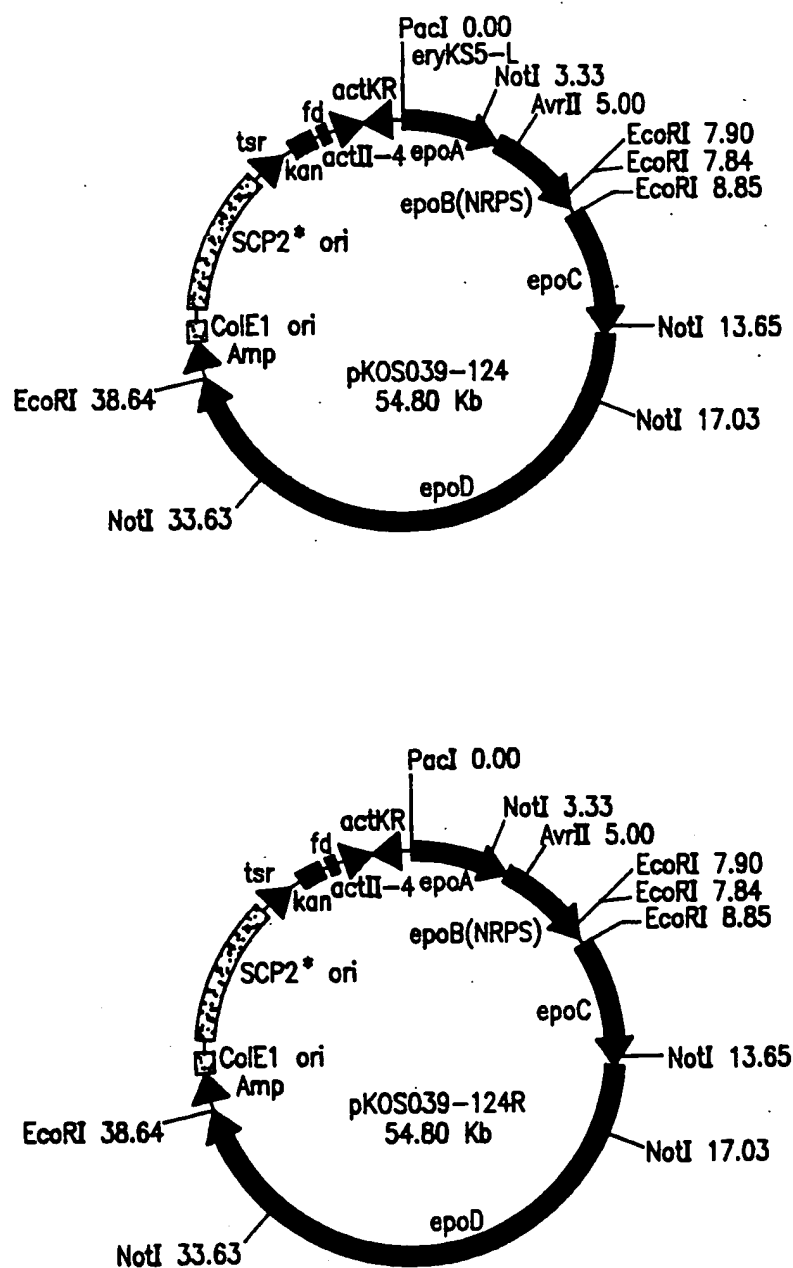 PacI 0.00
eryKS5-L
NotI 3.33
actKR
AvrII 5.00
fd
EcoRI 7.90
tsr
kan
actII-4
epoA
EcoRI 7.84
EcoRI 8.85
epoB(NRPS)
SCP2* ori
epoC
ColE1 ori
NotI 13.65
Amp
pKOS039-124
EcoRI 38.64
54.80 Kb
NotI 17.03
epoD
NotI 33.63
PacI 0.00
NotI 3.33
actKR
AvrII 5.00
fd
EcoRI 7.90
tsr
kan
actII-4
epoA
EcoRI 7.84
EcoRI 8.85
epoB(NRPS)
SCP2* ori
epoC
ColE1 ori
NotI 13.65
Amp
pKOS039-124R
EcoRI 38.64
54.80 Kb
NotI 17.03
epoD
NotI 33.63